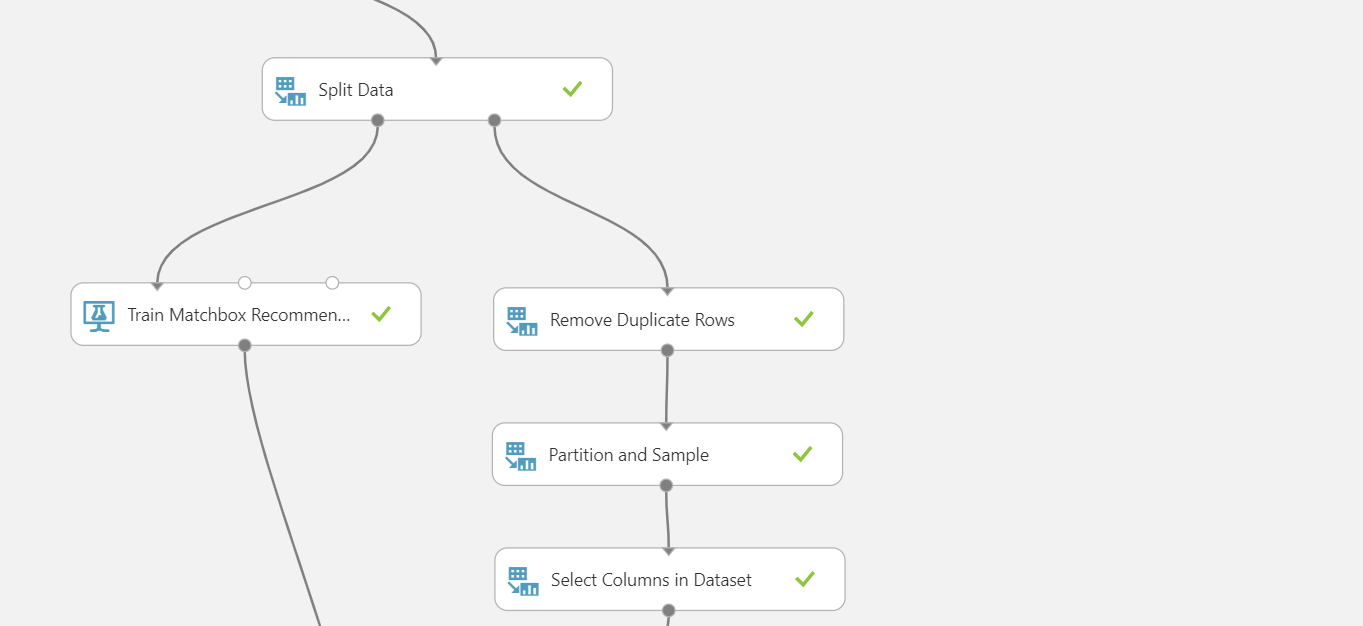 Split Data
Train Matchbox Recommen...
Remove Duplicate Rows
Partition and Sample
Select Columns in Dataset